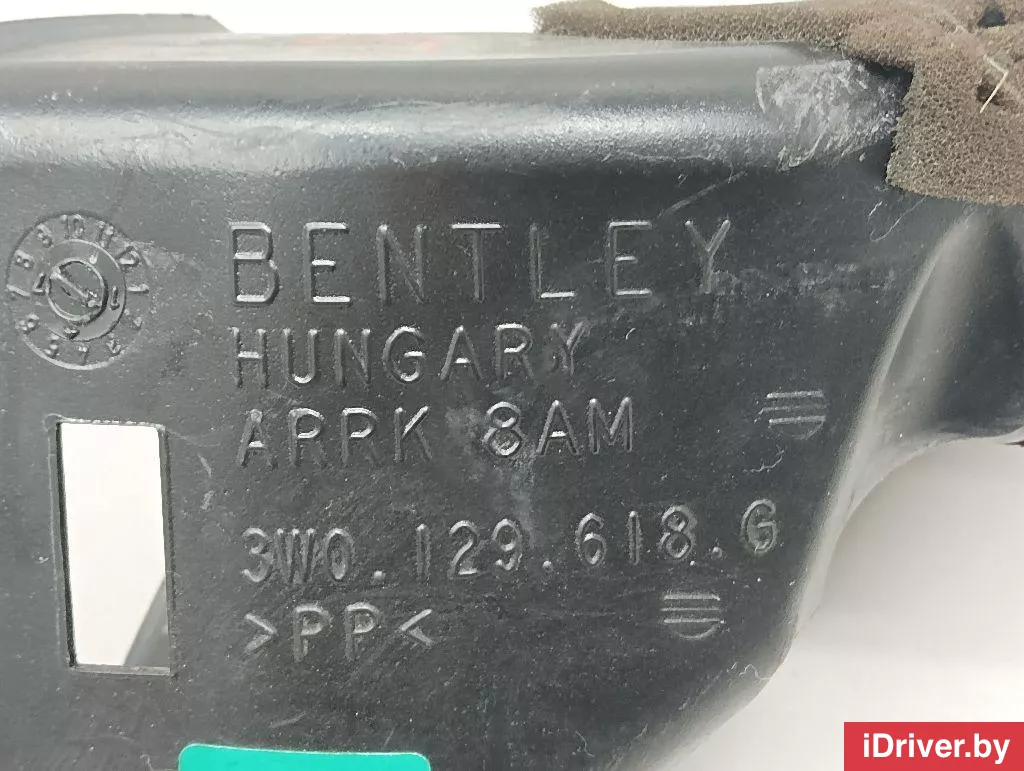 BENTLEY
HUNGARY
ARRK 8AM
3W0.129.618.G
>PP<
iDriver.by